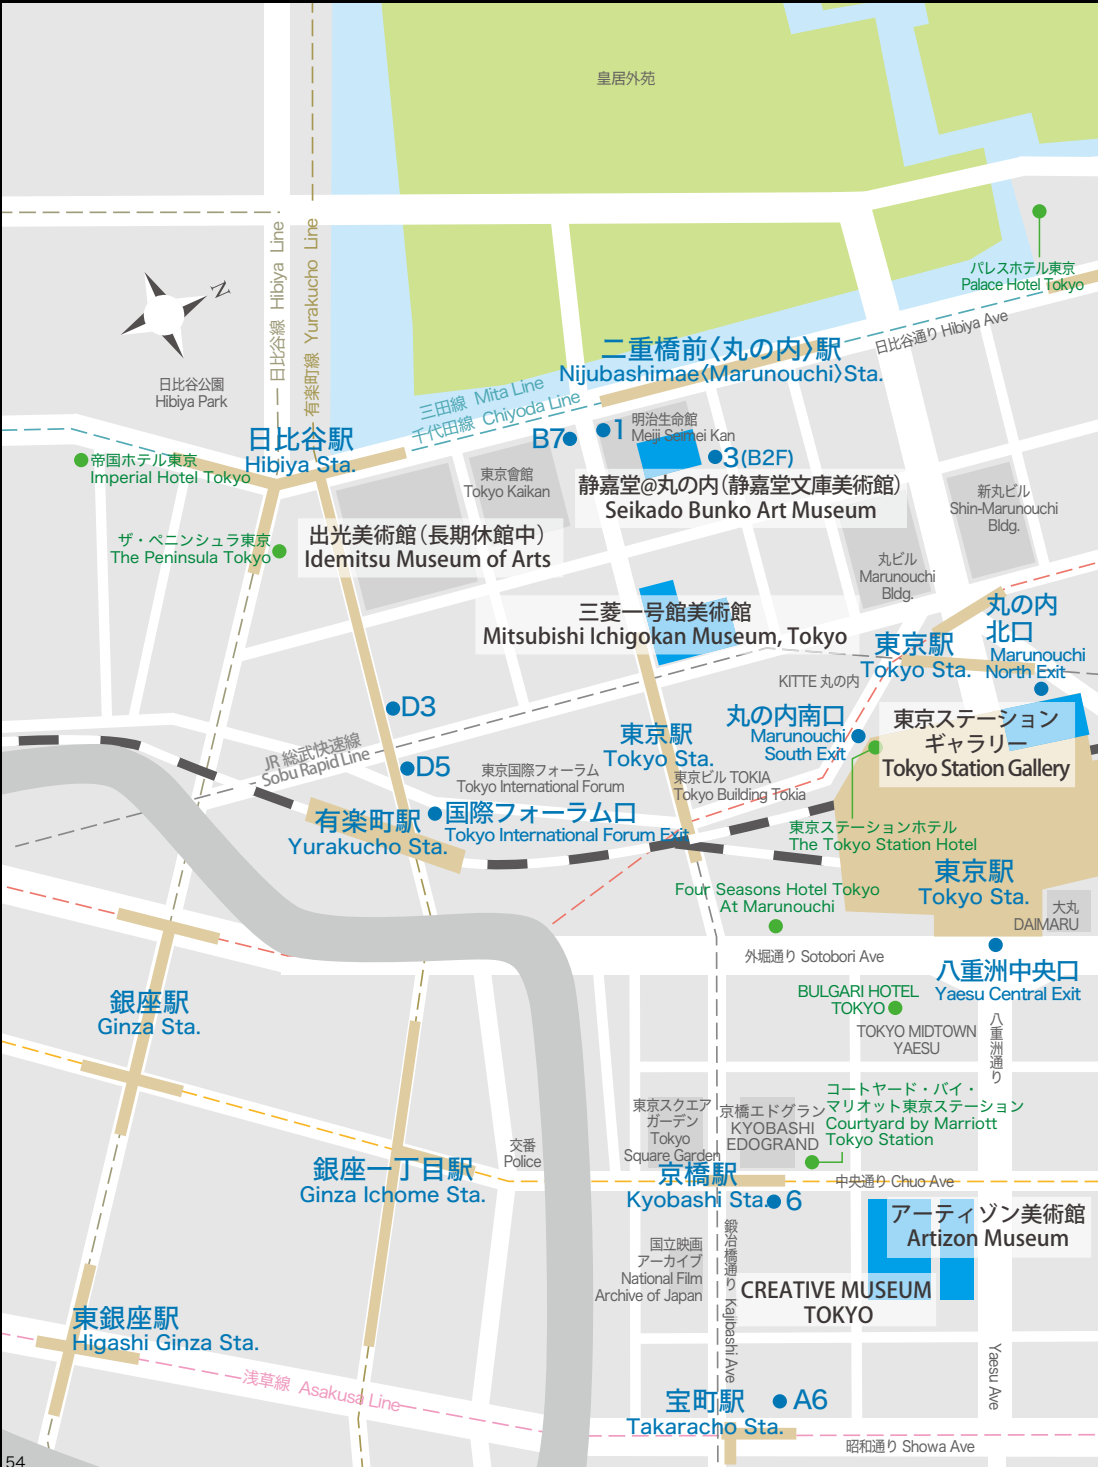 皇居外苑
パレスホテル東京
Palace Hotel Tokyo
日比谷線 Hibiya Line
有楽町線 Yurakucho Line
N
日比谷公園
Hibiya Park
日比谷通り Hibiya Ave
二重橋前〈丸の内〉駅
Nijubashimae〈Marunouchi〉Sta.
三田線 Mita Line
千代田線 Chiyoda Line
日比谷駅
Hibiya Sta.
B7
1
明治生命館
Meiji Seimei Kan
3(B2F)
帝国ホテル東京
Imperial Hotel Tokyo
東京會館
Tokyo Kaikan
静嘉堂@丸の内(静嘉堂文庫美術館)
Seikado Bunko Art Museum
新丸ビル
Shin-Marunouchi
Bldg.
ザ・ペニンシュラ東京
The Peninsula Tokyo
出光美術館(長期休館中)
Idemitsu Museum of Arts
丸ビル
Marunouchi
Bldg.
三菱一号館美術館
Mitsubishi Ichigokan Museum, Tokyo
丸の内
北口
Marunouchi
North Exit
東京駅
Tokyo Sta.
KITTE 丸の内
D3
丸の内南口
Marunouchi
South Exit
東京ステーション
ギャラリー
Tokyo Station Gallery
東京駅
Tokyo Sta.
JR 総武快速線
Sobu Rapid Line
D5
東京国際フォーラム
Tokyo International Forum
東京ビル TOKIA
Tokyo Building Tokia
有楽町駅
Yurakucho Sta.
国際フォーラム口
Tokyo International Forum Exit
東京ステーションホテル
The Tokyo Station Hotel
東京駅
Tokyo Sta.
Four Seasons Hotel Tokyo
At Marunouchi
大丸
DAIMARU
外堀通り Sotobori Ave
八重洲中央口
Yaesu Central Exit
銀座駅
Ginza Sta.
BULGARI HOTEL
TOKYO
TOKYO MIDTOWN
YAESU
八重洲通り
コートヤード・バイ・
マリオット東京ステーション
Courtyard by Marriott
Tokyo Station
東京スクエア
ガーデン
Tokyo
Square Garden
京橋エドグラン
KYOBASHI
EDOGRAND
交番
Police
銀座一丁目駅
Ginza Ichome Sta.
京橋駅
Kyobashi Sta.
6
中央通り Chuo Ave
アーティゾン美術館
Artizon Museum
国立映画
アーカイブ
National Film
Archive of Japan
鍛冶橋通り Kajibashi Ave
CREATIVE MUSEUM
TOKYO
東銀座駅
Higashi Ginza Sta.
Yaesu Ave
浅草線 Asakusa Line
宝町駅
Takaracho Sta.
A6
昭和通り Showa Ave
54